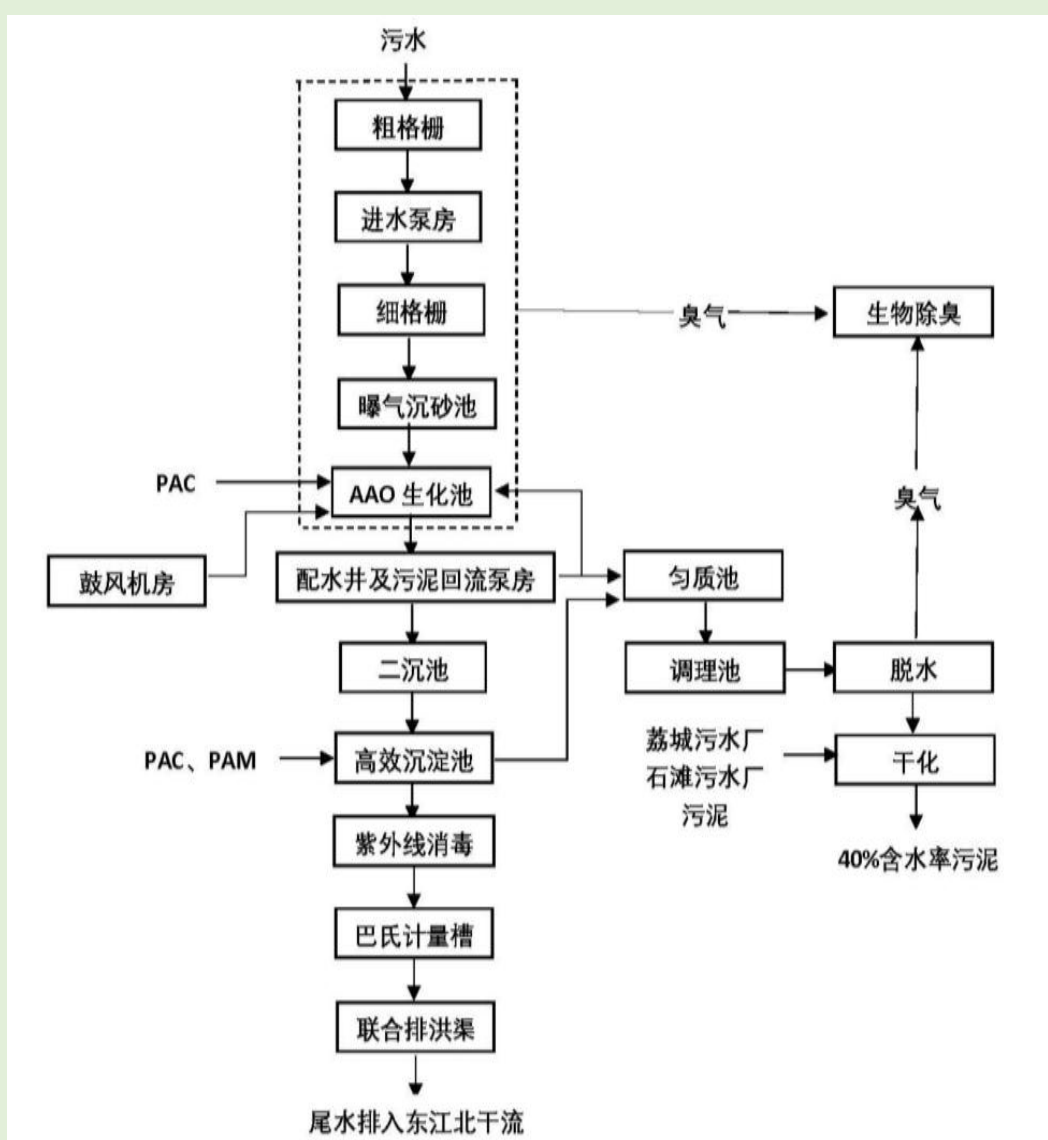 污水
粗格栅
进水泵房
细格栅
臭气
生物除臭
曝气沉砂池
PAC
AAO 生化池
臭气
鼓风机房
配水井及污泥回流泵房
匀质池
二沉池
调理池
脱水
PAC、PAM
高效沉淀池
荔城污水厂
石滩污水厂
污泥
干化
紫外线消毒
40%含水率污泥
巴氏计量槽
联合排洪渠
尾水排入东江北干流